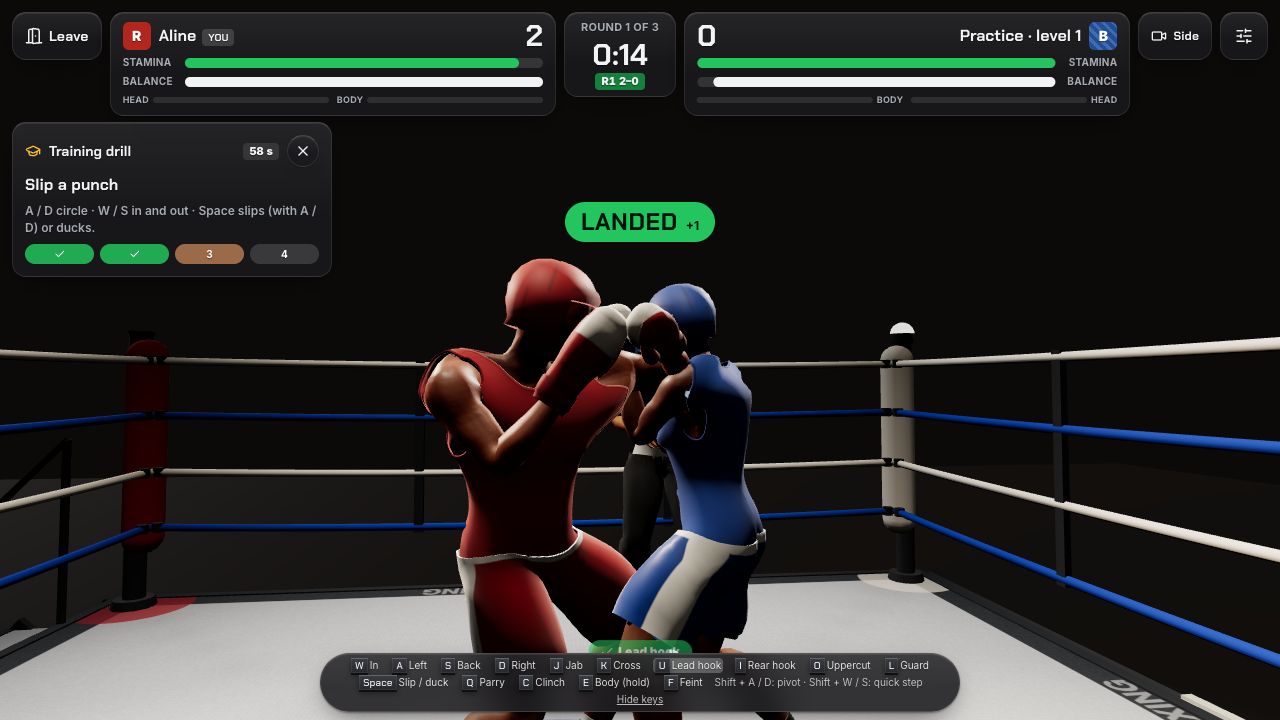 Leave
R Aline YOU 2
STAMINA
BALANCE
HEAD BODY
ROUND 1 OF 3
0:14
R1 2–0
0 Practice · level 1 B
STAMINA
BALANCE
BODY HEAD
Side
Training drill 58 s
Slip a punch
A / D circle · W / S in and out · Space slips (with A /
D) or ducks.
3 4
LANDED +1
Lead hook
W In A Left S Back D Right J Jab K Cross U Lead hook I Rear hook O Uppercut L Guard
Space Slip / duck Q Parry C Clinch E Body (hold) F Feint Shift + A / D: pivot · Shift + W / S: quick step
Hide keys